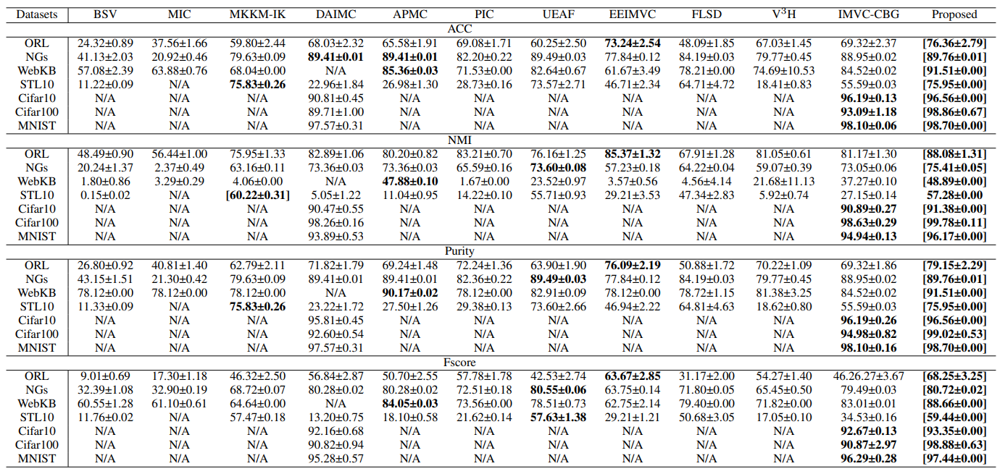 Datasets BSV MIC MKKM-IK DAIMC APMC PIC UEAF EEIMVC FLSD V³H IMVC-CBG Proposed
ACC
ORL 24.32±0.89 37.56±1.66 59.80±2.44 68.03±2.32 65.58±1.91 69.08±1.71 60.25±2.50 73.24±2.54 48.09±1.85 67.03±1.45 69.32±2.37 [76.36±2.79]
NGs 41.13±2.03 20.92±0.46 79.63±0.09 89.41±0.01 89.41±0.01 82.20±0.22 89.49±0.03 77.84±0.12 84.19±0.03 79.77±0.45 88.95±0.02 [89.76±0.01]
WebKB 57.08±2.39 63.88±0.76 68.04±0.00 N/A 85.36±0.03 71.53±0.00 82.64±0.67 61.67±3.49 78.21±0.00 74.69±10.53 84.52±0.02 [91.51±0.00]
STL10 11.22±0.09 N/A 75.83±0.26 22.96±1.84 26.98±1.30 28.73±0.16 73.57±2.71 46.71±2.34 64.71±4.72 18.41±0.83 55.59±0.03 [75.95±0.00]
Cifar10 N/A N/A N/A 90.81±0.45 N/A N/A N/A N/A N/A N/A 96.19±0.13 [96.56±0.00]
Cifar100 N/A N/A N/A 89.71±1.00 N/A N/A N/A N/A N/A N/A 93.09±1.18 [98.86±0.67]
MNIST N/A N/A N/A 97.57±0.31 N/A N/A N/A N/A N/A N/A 98.10±0.06 [98.70±0.00]
NMI
ORL 48.49±0.90 56.44±1.00 75.95±1.33 82.89±1.06 80.20±0.82 83.21±0.70 76.16±1.25 85.37±1.32 67.91±1.28 81.05±0.61 81.17±1.30 [88.08±1.31]
NGs 20.24±1.37 2.37±0.49 63.16±0.11 73.36±0.03 73.36±0.03 65.59±0.16 73.60±0.08 57.23±0.18 64.22±0.04 59.07±0.39 73.05±0.06 [75.41±0.05]
WebKB 1.80±0.86 3.29±0.29 4.06±0.00 N/A 47.88±0.10 1.67±0.00 23.52±0.97 3.57±0.56 4.56±4.14 21.68±11.13 37.27±0.10 [48.89±0.00]
STL10 0.15±0.02 N/A [60.22±0.31] 5.05±1.22 11.04±0.95 14.22±0.10 55.71±0.93 29.21±3.53 47.34±2.83 5.92±0.74 27.15±0.14 57.28±0.00
Cifar10 N/A N/A N/A 90.47±0.55 N/A N/A N/A N/A N/A N/A 90.89±0.27 [91.38±0.00]
Cifar100 N/A N/A N/A 98.26±0.16 N/A N/A N/A N/A N/A N/A 98.63±0.29 [99.78±0.11]
MNIST N/A N/A N/A 93.89±0.53 N/A N/A N/A N/A N/A N/A 94.94±0.13 [96.17±0.00]
Purity
ORL 26.80±0.92 40.81±1.40 62.79±2.11 71.82±1.79 69.24±1.48 72.24±1.36 63.90±1.90 76.09±2.19 50.88±1.72 70.22±1.09 69.32±1.86 [79.15±2.29]
NGs 43.15±1.51 21.30±0.42 79.63±0.09 89.41±0.01 89.41±0.01 82.36±0.22 89.49±0.03 77.84±0.12 84.19±0.03 79.77±0.45 88.95±0.02 [89.76±0.01]
WebKB 78.12±0.00 78.12±0.00 78.12±0.00 N/A 90.17±0.02 78.12±0.00 82.91±0.09 78.12±0.00 78.72±1.15 81.38±3.25 84.52±0.02 [91.51±0.00]
STL10 11.33±0.09 N/A 75.83±0.26 23.22±1.72 27.50±1.26 29.38±0.13 73.60±2.66 46.94±2.22 64.81±4.63 18.62±0.80 55.59±0.03 [75.95±0.00]
Cifar10 N/A N/A N/A 95.81±0.45 N/A N/A N/A N/A N/A N/A 96.19±0.26 [96.56±0.00]
Cifar100 N/A N/A N/A 92.60±0.54 N/A N/A N/A N/A N/A N/A 94.98±0.82 [99.02±0.53]
MNIST N/A N/A N/A 97.57±0.31 N/A N/A N/A N/A N/A N/A 98.10±0.16 [98.70±0.00]
Fscore
ORL 9.01±0.69 17.30±1.18 46.32±2.50 56.84±2.87 50.70±2.55 57.78±1.78 42.53±2.74 63.67±2.85 31.17±2.00 54.27±1.40 46.26.27±3.67 [68.25±3.25]
NGs 32.39±1.08 32.90±0.19 68.72±0.07 80.28±0.02 80.28±0.02 72.51±0.18 80.55±0.06 63.75±0.14 71.80±0.05 65.45±0.50 79.49±0.03 [80.72±0.02]
WebKB 60.55±1.28 61.10±0.61 64.64±0.00 N/A 84.05±0.03 73.56±0.00 78.51±0.73 62.75±2.14 79.40±0.00 71.82±0.00 83.01±0.01 [88.66±0.00]
STL10 11.76±0.02 N/A 57.47±0.18 13.20±0.75 18.10±0.58 21.62±0.14 57.63±1.38 29.21±1.21 50.68±3.05 17.05±0.10 34.53±0.16 [59.44±0.00]
Cifar10 N/A N/A N/A 92.16±0.68 N/A N/A N/A N/A N/A N/A 92.67±0.13 [93.35±0.00]
Cifar100 N/A N/A N/A 90.82±0.94 N/A N/A N/A N/A N/A N/A 90.87±2.97 [98.88±0.63]
MNIST N/A N/A N/A 95.28±0.57 N/A N/A N/A N/A N/A N/A 96.29±0.28 [97.44±0.00]